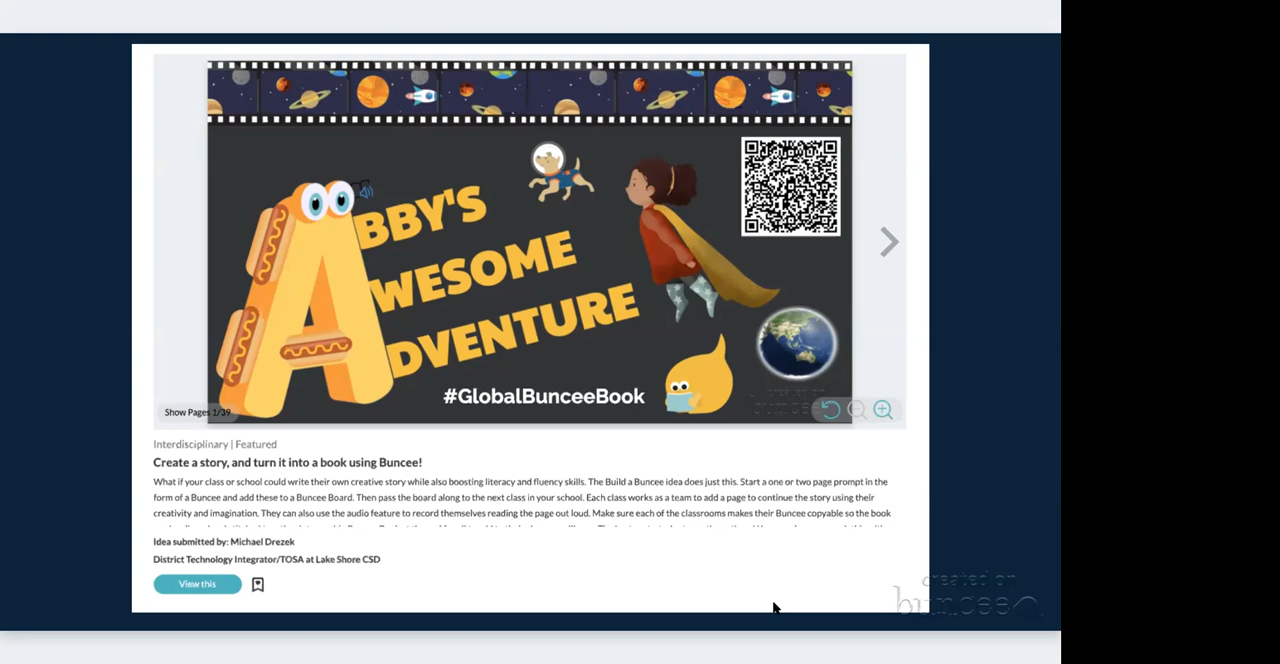 ABBY'S
AWESOME
ADVENTURE
#GlobalBunceeBook
Show Pages 1/39
Interdisciplinary | Featured
Create a story, and turn it into a book using Buncee!
What if your class or school could write their own creative story while also boosting literacy and fluency skills. The Build a Buncee idea does just this. Start a one or two page prompt in the
form of a Buncee and add these to a Buncee Board. Then pass the board along to the next class in your school. Each class works as a team to add a page to continue the story using their
creativity and imagination. They can also use the audio feature to record themselves reading the page out loud. Make sure each of the classrooms makes their Buncee copyable so the book
Idea submitted by: Michael Drezek
District Technology Integrator/TOSA at Lake Shore CSD
View this
created on
buncee